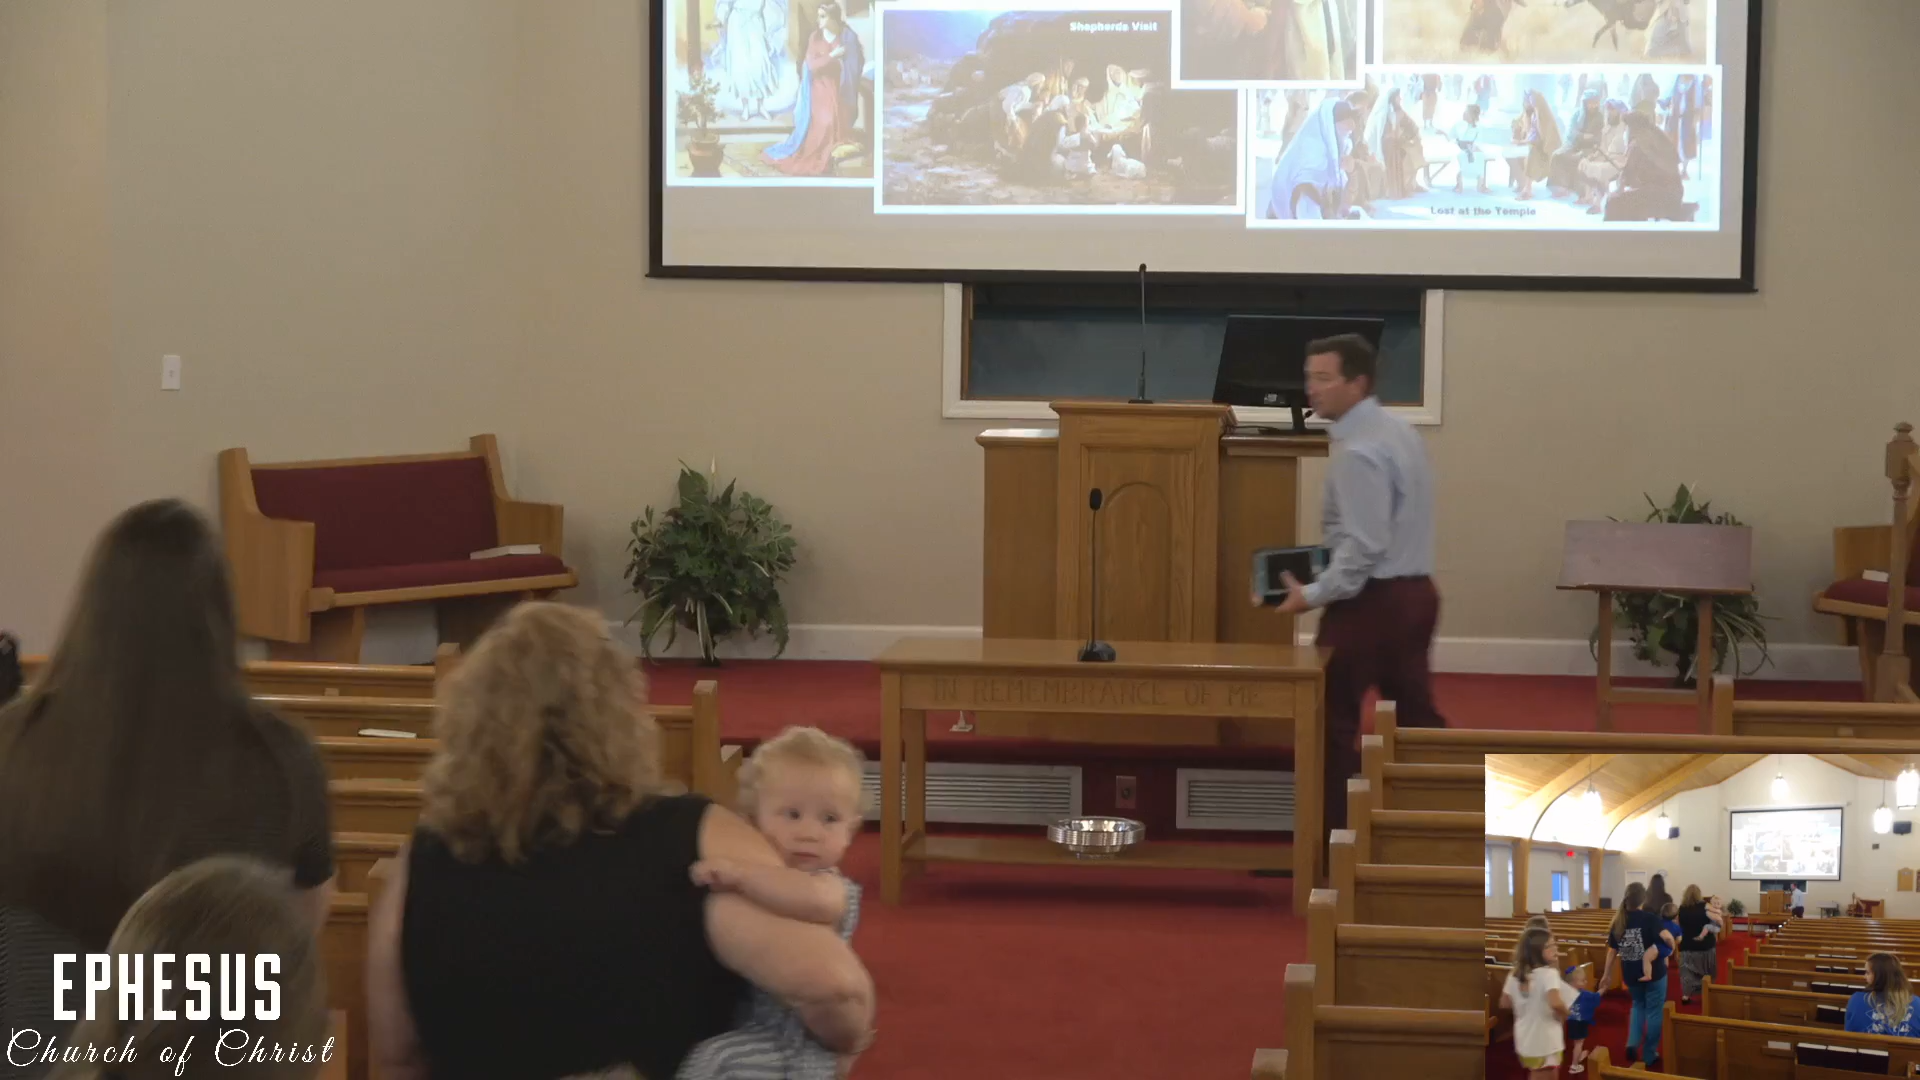 Shepherds Visit
Lost at the Temple
IN REMEMBRANCE OF ME
EPHESUS
Church of Christ